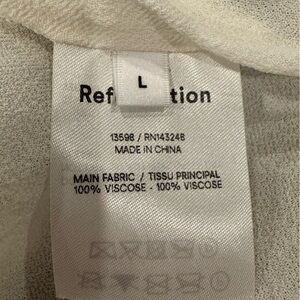 L
Ref tion
13598 / RN143248
MADE IN CHINA
MAIN FABRIC / TISSU PRINCIPAL
100% VISCOSE - 100% VISCOSE